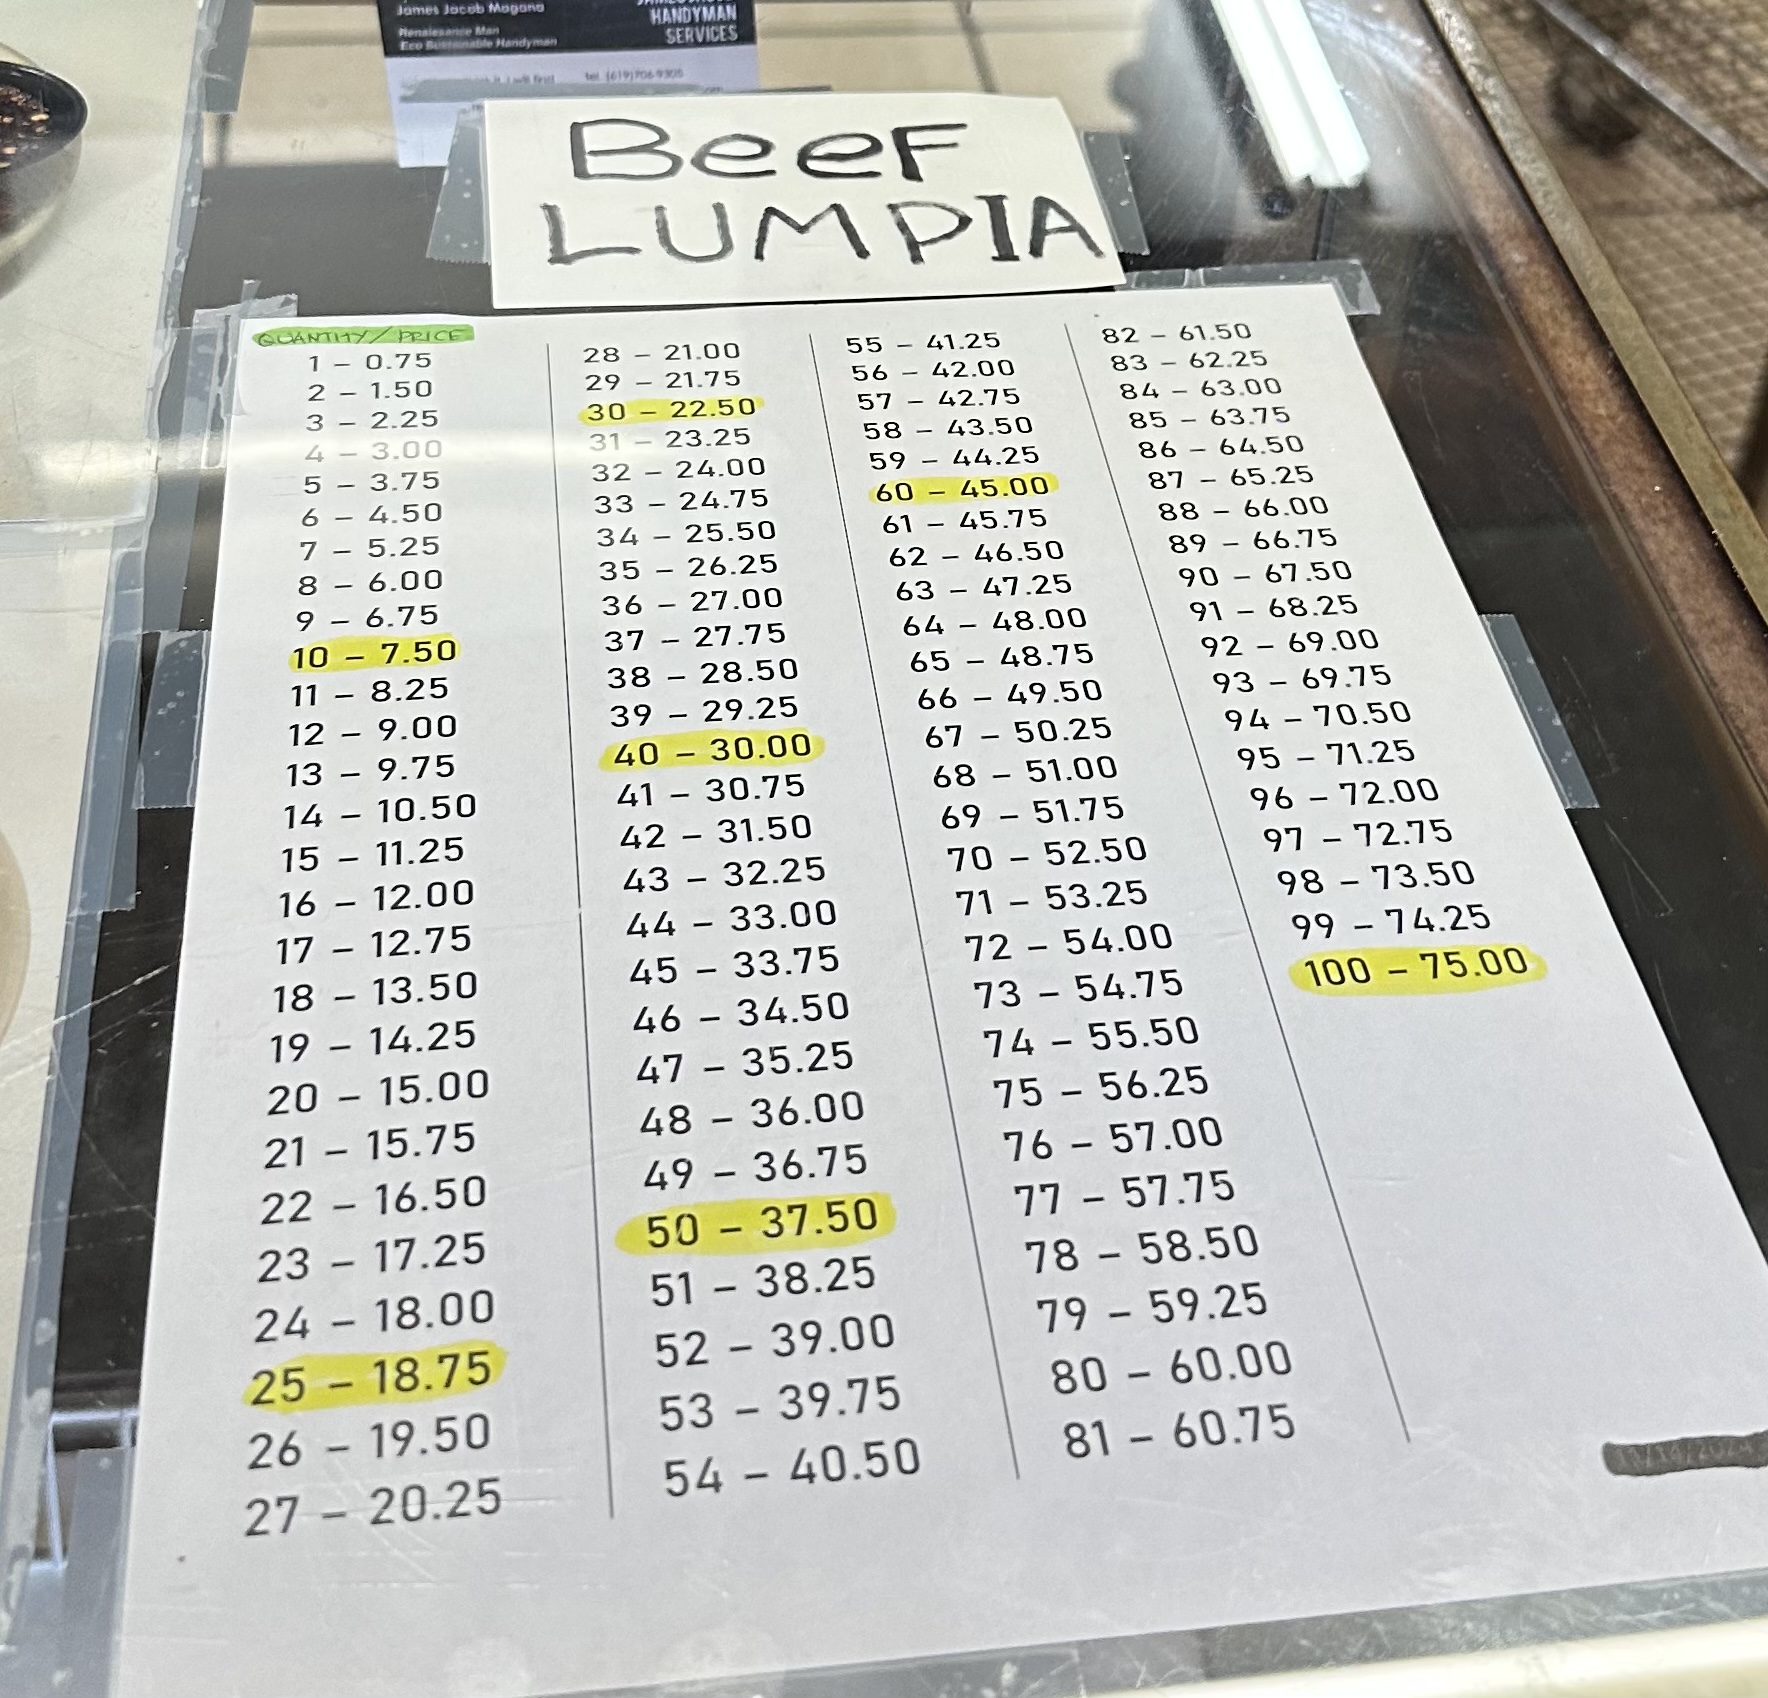 James Jacob Magana
Renaissance Man
Eco Sustainable Handyman
HANDYMAN
SERVICES
tel. (619)706-9305
BeeF
LUMPIA
QUANTITY / PRICE
1 – 0.75
2 – 1.50
3 – 2.25
4 – 3.00
5 – 3.75
6 – 4.50
7 – 5.25
8 – 6.00
9 – 6.75
10 – 7.50
11 – 8.25
12 – 9.00
13 – 9.75
14 – 10.50
15 – 11.25
16 – 12.00
17 – 12.75
18 – 13.50
19 – 14.25
20 – 15.00
21 – 15.75
22 – 16.50
23 – 17.25
24 – 18.00
25 – 18.75
26 – 19.50
27 – 20.25
28 – 21.00
29 – 21.75
30 – 22.50
31 – 23.25
32 – 24.00
33 – 24.75
34 – 25.50
35 – 26.25
36 – 27.00
37 – 27.75
38 – 28.50
39 – 29.25
40 – 30.00
41 – 30.75
42 – 31.50
43 – 32.25
44 – 33.00
45 – 33.75
46 – 34.50
47 – 35.25
48 – 36.00
49 – 36.75
50 – 37.50
51 – 38.25
52 – 39.00
53 – 39.75
54 – 40.50
55 – 41.25
56 – 42.00
57 – 42.75
58 – 43.50
59 – 44.25
60 – 45.00
61 – 45.75
62 – 46.50
63 – 47.25
64 – 48.00
65 – 48.75
66 – 49.50
67 – 50.25
68 – 51.00
69 – 51.75
70 – 52.50
71 – 53.25
72 – 54.00
73 – 54.75
74 – 55.50
75 – 56.25
76 – 57.00
77 – 57.75
78 – 58.50
79 – 59.25
80 – 60.00
81 – 60.75
82 – 61.50
83 – 62.25
84 – 63.00
85 – 63.75
86 – 64.50
87 – 65.25
88 – 66.00
89 – 66.75
90 – 67.50
91 – 68.25
92 – 69.00
93 – 69.75
94 – 70.50
95 – 71.25
96 – 72.00
97 – 72.75
98 – 73.50
99 – 74.25
100 – 75.00